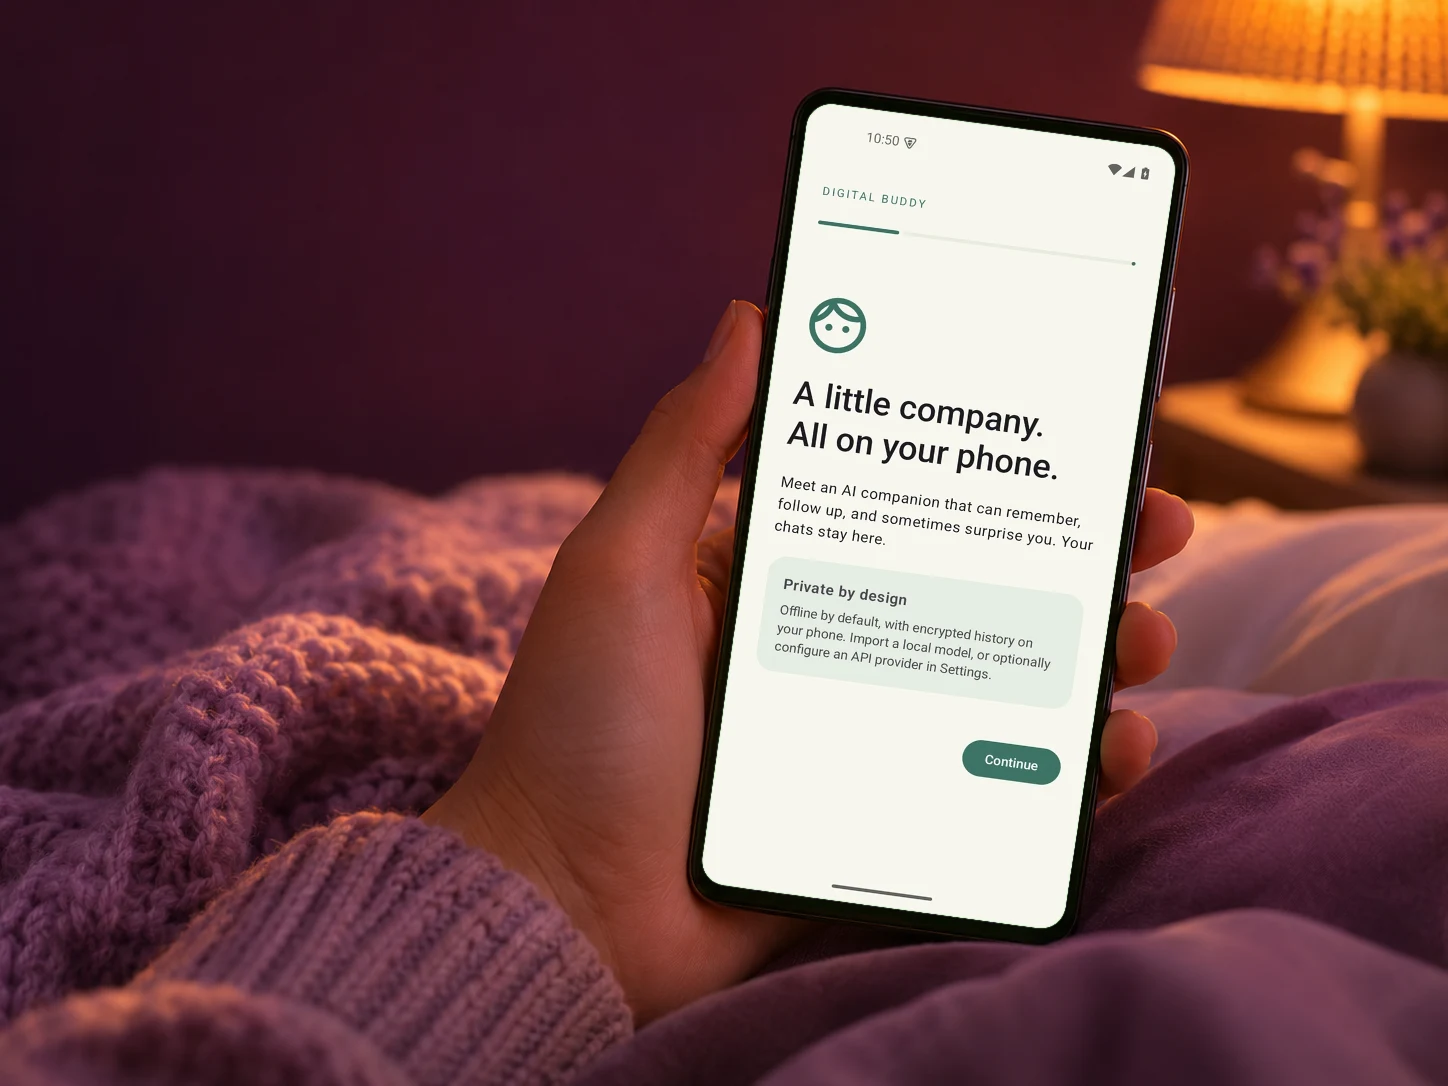 10:50
DIGITAL BUDDY
A little company.
All on your phone.
Meet an AI companion that can remember,
follow up, and sometimes surprise you. Your
chats stay here.
Private by design
Offline by default, with encrypted history on
your phone. Import a local model, or optionally
configure an API provider in Settings.
Continue